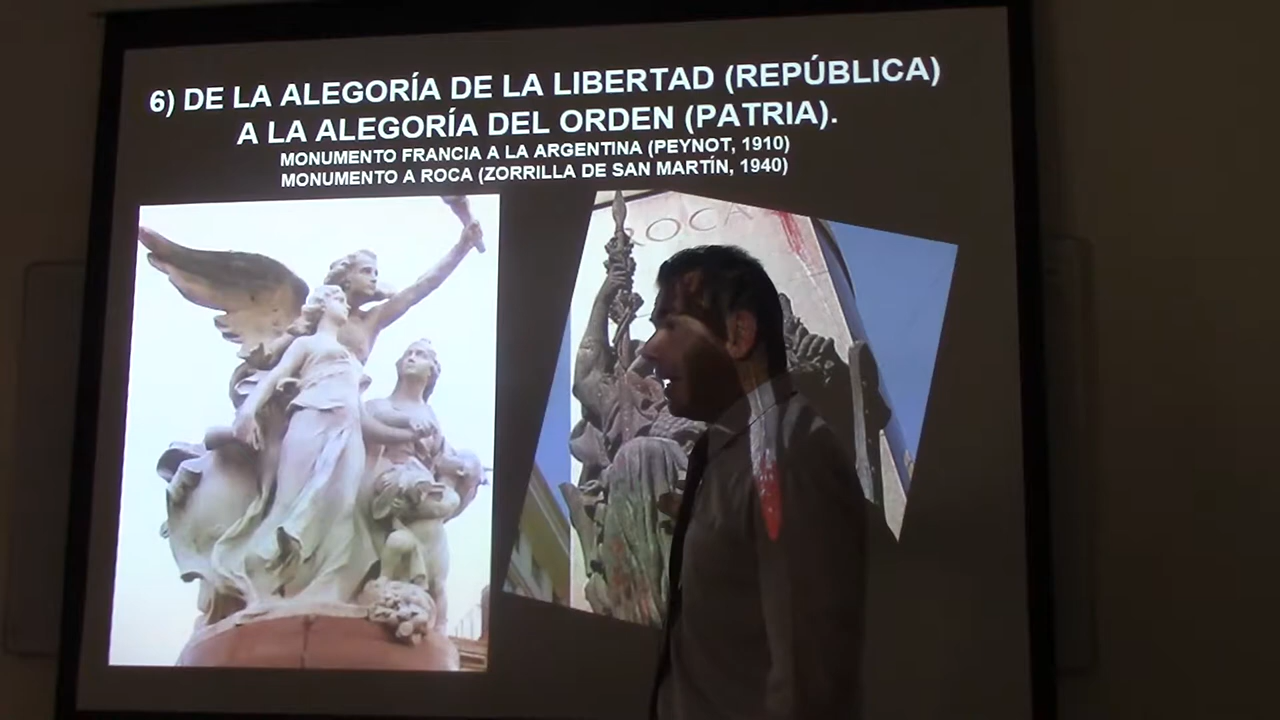 6) DE LA ALEGORÍA DE LA LIBERTAD (REPÚBLICA)
A LA ALEGORÍA DEL ORDEN (PATRIA).
MONUMENTO FRANCIA A LA ARGENTINA (PEYNOT, 1910)
MONUMENTO A ROCA (ZORRILLA DE SAN MARTÍN, 1940)
ROCA